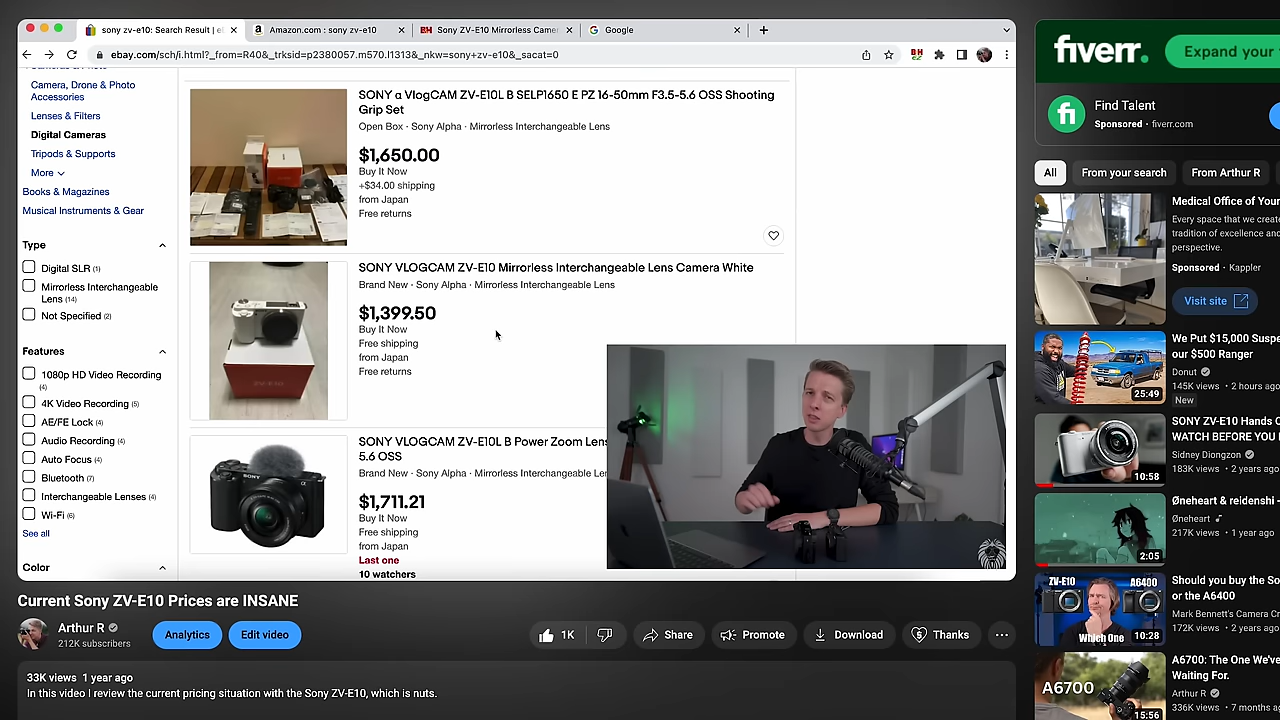 sony zv-e10: Search Result | e
Amazon.com : sony zv-e10
BH Sony ZV-E10 Mirrorless Came
Google
ebay.com/sch/i.html?_from=R40&_trksid=p2380057.m570.l1313&_nkw=sony+zv-e10&_sacat=0
Camera, Drone & Photo
Accessories
Lenses & Filters
Digital Cameras
Tripods & Supports
More
Books & Magazines
Musical Instruments & Gear
Type
Digital SLR (1)
Mirrorless Interchangeable
Lens (14)
Not Specified (2)
Features
1080p HD Video Recording
(4)
4K Video Recording (5)
AE/FE Lock (4)
Audio Recording (4)
Auto Focus (4)
Bluetooth (7)
Interchangeable Lenses (4)
Wi-Fi (6)
See all
Color
SONY α VlogCAM ZV-E10L B SELP1650 E PZ 16-50mm F3.5-5.6 OSS Shooting
Grip Set
Open Box · Sony Alpha · Mirrorless Interchangeable Lens
$1,650.00
Buy It Now
+$34.00 shipping
from Japan
Free returns
SONY VLOGCAM ZV-E10 Mirrorless Interchangeable Lens Camera White
Brand New · Sony Alpha · Mirrorless Interchangeable Lens
$1,399.50
Buy It Now
Free shipping
from Japan
Free returns
ZV-E10
SONY VLOGCAM ZV-E10L B Power Zoom Lens
5.6 OSS
Brand New · Sony Alpha · Mirrorless Interchangeable Le
$1,711.21
Buy It Now
Free shipping
from Japan
Last one
10 watchers
SONY
Current Sony ZV-E10 Prices are INSANE
Arthur R
212K subscribers
Analytics
Edit video
1K
Share
Promote
Download
Thanks
33K views 1 year ago
In this video I review the current pricing situation with the Sony ZV-E10, which is nuts.
fiverr.
Expand your
fi
Find Talent
Sponsored · fiverr.com
All
From your search
From Arthur R
Medical Office of Your
Every space that we create
tradition of excellence and
perspective.
Sponsored · Kappler
Visit site
We Put $15,000 Suspe
our $500 Ranger
Donut
145K views · 2 hours ago
New
25:49
SONY ZV-E10 Hands O
WATCH BEFORE YOU
Sidney Diongzon
183K views · 2 years ago
10:58
Øneheart & reidenshi -
Øneheart
217K views · 1 year ago
2:05
Should you buy the So
or the A6400
Mark Bennett's Camera Cr
172K views · 2 years ago
ZV-E10
A6400
Which One
10:28
A6700: The One We've
Waiting For.
Arthur R
336K views · 7 months a
A6700
15:56